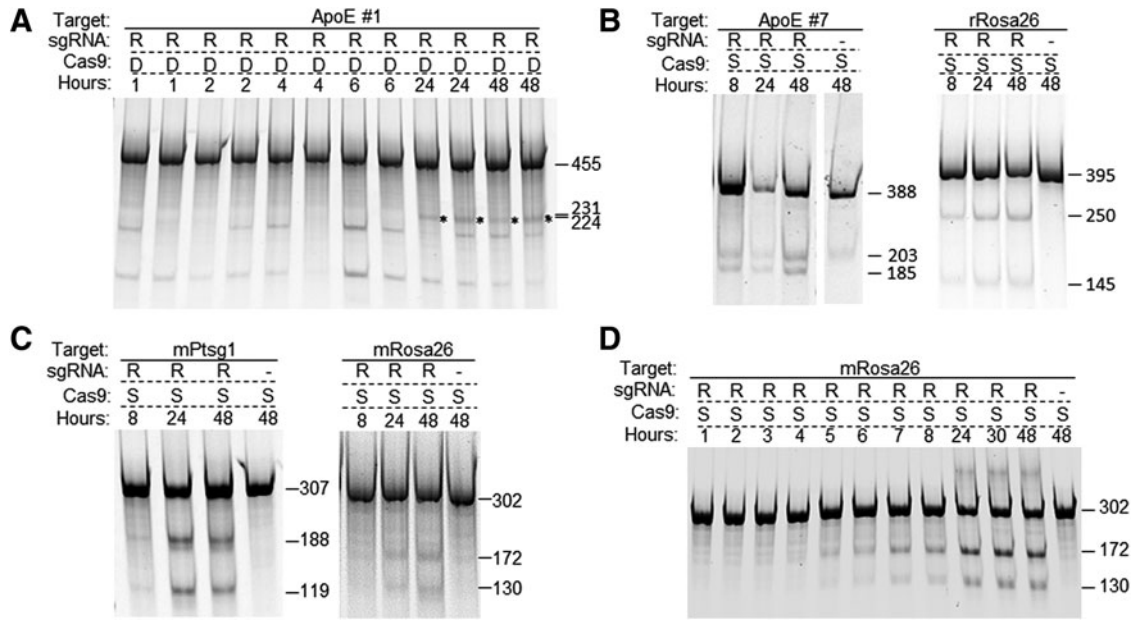 A
Target: ApoE #1
sgRNA: R R R R R R R R R R R R
Cas9: D D D D D D D D D D D D
Hours: 1 1 2 2 4 4 6 6 24 24 48 48
455
231
224
* * * *
B
Target: ApoE #7 rRosa26
sgRNA: R R R - R R R -
Cas9: S S S S S S S S
Hours: 8 24 48 48 8 24 48 48
388
203
185
395
250
145
C
Target: mPtsg1 mRosa26
sgRNA: R R R - R R R -
Cas9: S S S S S S S S
Hours: 8 24 48 48 8 24 48 48
307
188
119
302
172
130
D
Target: mRosa26
sgRNA: R R R R R R R R R R R -
Cas9: S S S S S S S S S S S S
Hours: 1 2 3 4 5 6 7 8 24 30 48 48
302
172
130